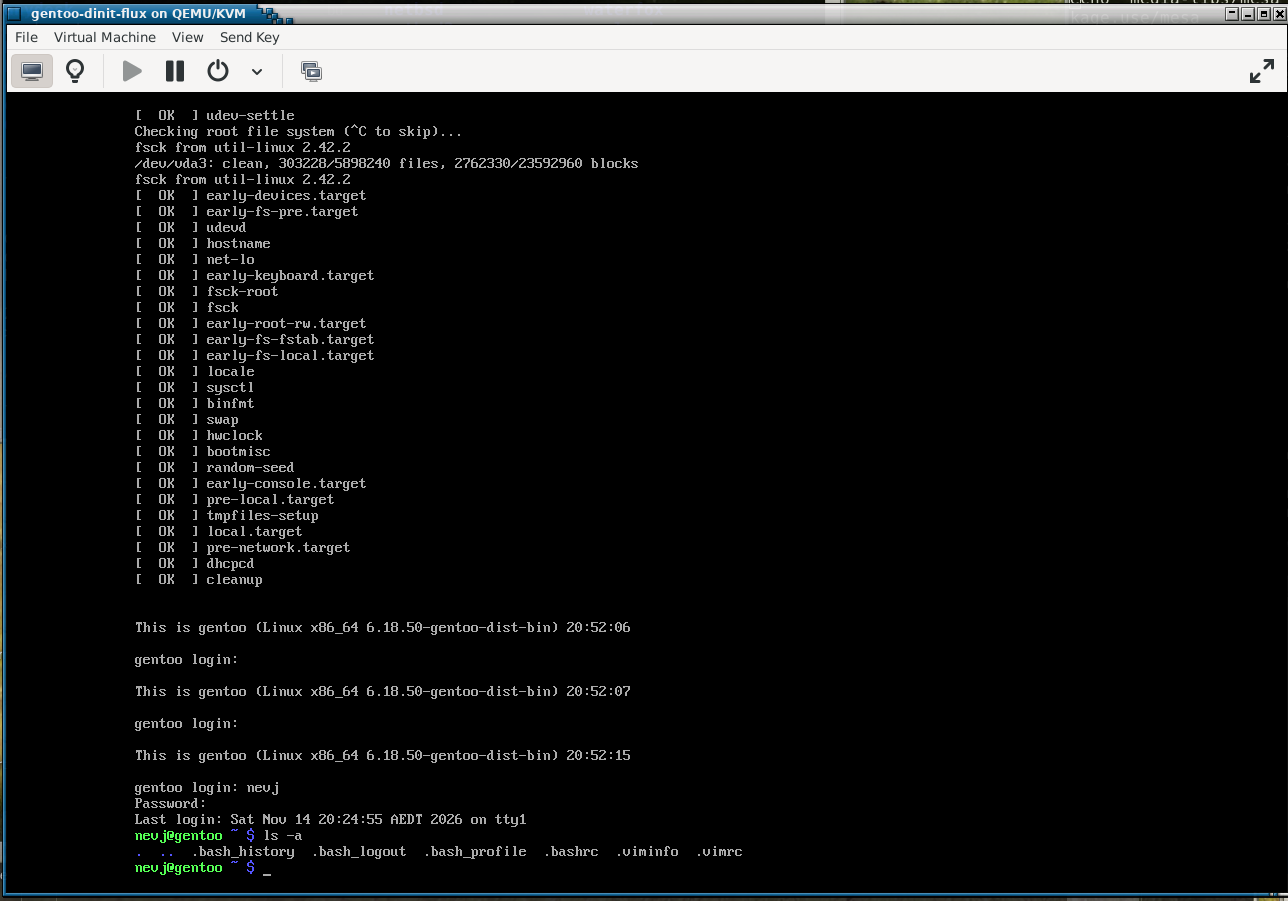 gentoo-dinit-flux on QEMU/KVM
File Virtual Machine View Send Key
[ OK ] udev-settle
Checking root file system (^C to skip)...
fsck from util-linux 2.42.2
/dev/vda3: clean, 303228/5898240 files, 2762330/23592960 blocks
fsck from util-linux 2.42.2
[ OK ] early-devices.target
[ OK ] early-fs-pre.target
[ OK ] udevd
[ OK ] hostname
[ OK ] net-lo
[ OK ] early-keyboard.target
[ OK ] fsck-root
[ OK ] fsck
[ OK ] early-root-rw.target
[ OK ] early-fs-fstab.target
[ OK ] early-fs-local.target
[ OK ] locale
[ OK ] sysctl
[ OK ] binfmt
[ OK ] swap
[ OK ] hwclock
[ OK ] bootmisc
[ OK ] random-seed
[ OK ] early-console.target
[ OK ] pre-local.target
[ OK ] tmpfiles-setup
[ OK ] local.target
[ OK ] pre-network.target
[ OK ] dhcpcd
[ OK ] cleanup
This is gentoo (Linux x86_64 6.18.50-gentoo-dist-bin) 20:52:06
gentoo login:
This is gentoo (Linux x86_64 6.18.50-gentoo-dist-bin) 20:52:07
gentoo login:
This is gentoo (Linux x86_64 6.18.50-gentoo-dist-bin) 20:52:15
gentoo login: nevj
Password:
Last login: Sat Nov 14 20:24:55 AEDT 2026 on tty1
nevj@gentoo ~ $ ls -a
. .. .bash_history .bash_logout .bash_profile .bashrc .viminfo .vimrc
nevj@gentoo ~ $ _